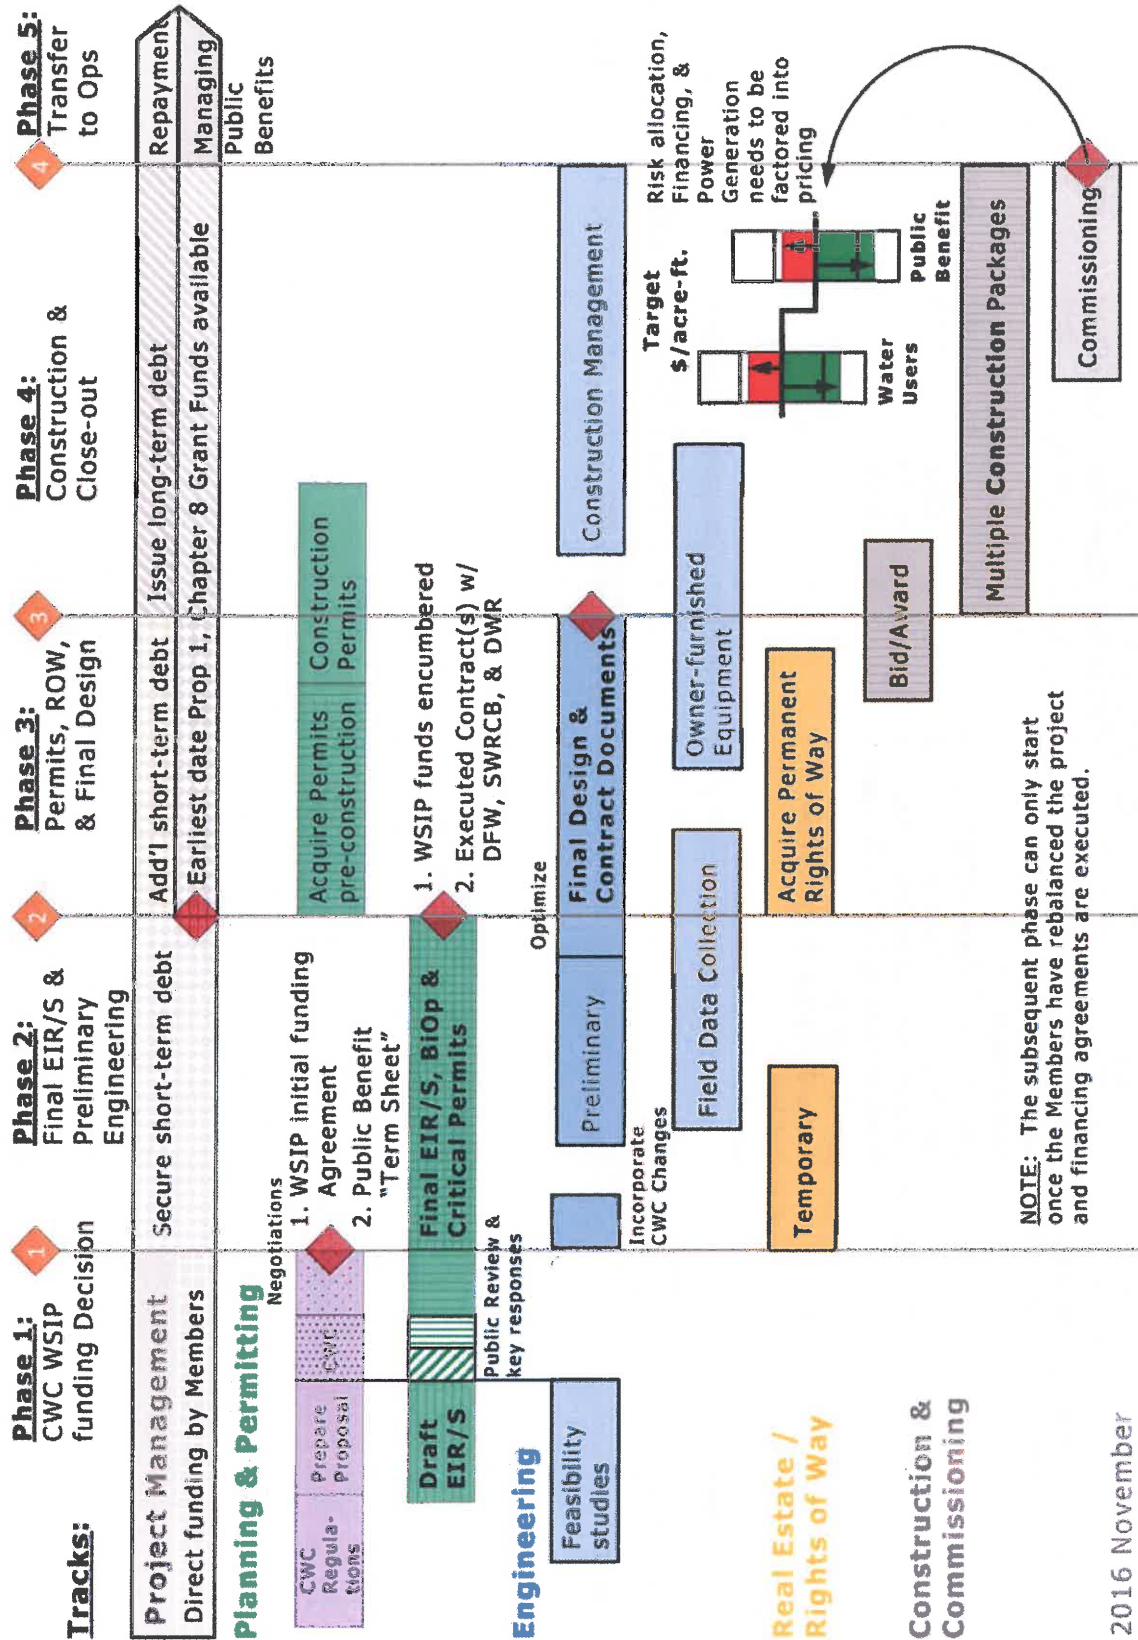 Tracks:
Phase 1:
CWC WSIP
funding Decision
Phase 2:
Final EIR/S &
Preliminary
Engineering
Phase 3:
Permits, ROW,
& Final Design
Phase 4:
Construction &
Close-out
Phase 5:
Transfer
to Ops
1
2
3
4
Project Management
Direct funding by Members
Secure short-term debt
Add'l short-term debt
Issue long-term debt
Repayment
Earliest date Prop 1, Chapter 8 Grant Funds available
Managing
Public
Benefits
Planning & Permitting
Negotiations
CWC
Regula-
tions
Prepare
Proposal
CWC
1. WSIP initial funding
Agreement
2. Public Benefit
"Term Sheet"
Acquire Permits
pre-construction
Construction
Permits
Draft
EIR/S
Final EIR/S, BiOp &
Critical Permits
1. WSIP funds encumbered
2. Executed Contract(s) w/
DFW, SWRCB, & DWR
Public Review &
key responses
Engineering
Feasibility
studies
Incorporate
CWC Changes
Preliminary
Optimize
Final Design &
Contract Documents
Construction Management
Field Data Collection
Owner-furnished
Equipment
Target
$/acre-ft.
Water
Users
Public
Benefit
Risk allocation,
Financing, &
Power
Generation
needs to be
factored into
pricing
Real Estate /
Rights of Way
Temporary
Acquire Permanent
Rights of Way
Construction &
Commissioning
Bid/Award
Multiple Construction Packages
Commissioning
NOTE: The subsequent phase can only start
once the Members have rebalanced the project
and financing agreements are executed.
2016 November